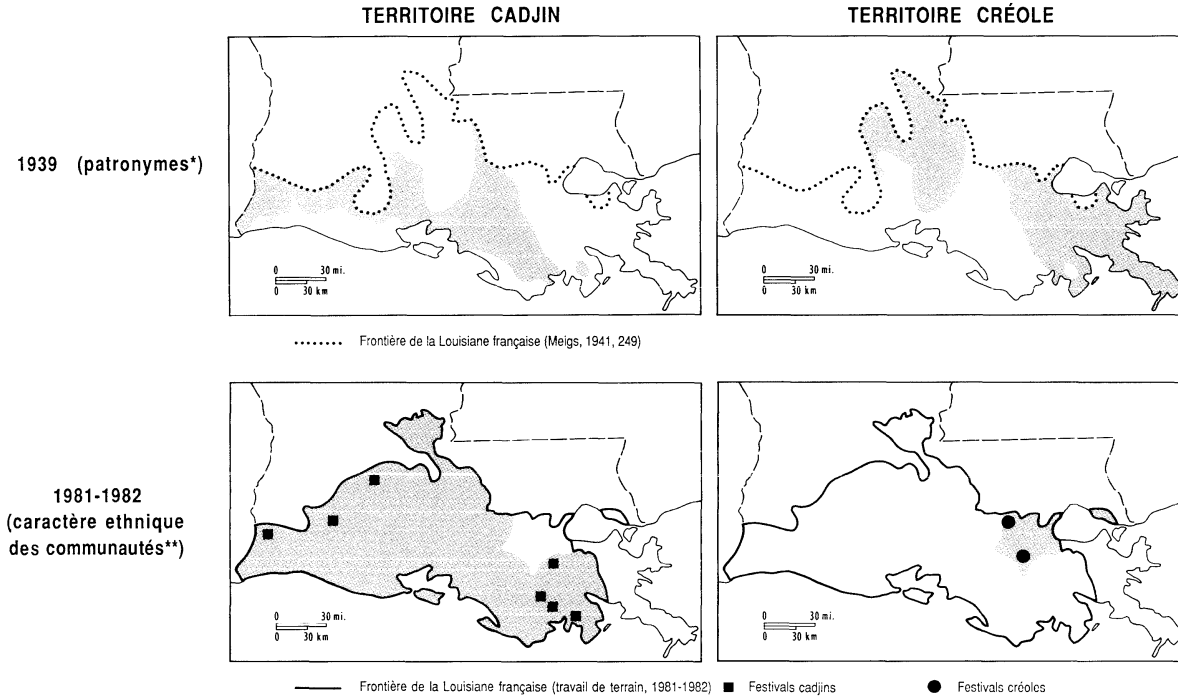 TERRITOIRE CADJIN
TERRITOIRE CRÉOLE
1939 (patronymes*)
0 30 mi.
0 30 km
0 30 mi.
0 30 km
Frontière de la Louisiane française (Meigs, 1941, 249)
1981-1982
(caractère ethnique
des communautés**)
0 30 mi.
0 30 km
0 30 mi.
0 30 km
Frontière de la Louisiane française (travail de terrain, 1981-1982)
Festivals cadjins
Festivals créoles